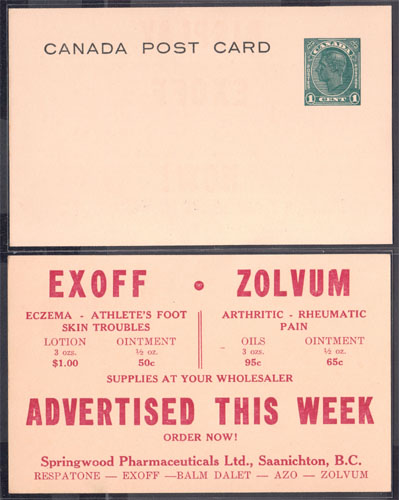 CANADA POST CARD
CANADA
1 CENT 1
EXOFF • ZOLVUM
ECZEMA - ATHLETE'S FOOT
SKIN TROUBLES
ARTHRITIC - RHEUMATIC
PAIN
LOTION OINTMENT
3 ozs. ½ oz.
$1.00 50c
OILS OINTMENT
3 ozs. ½ oz.
95c 65c
SUPPLIES AT YOUR WHOLESALER
ADVERTISED THIS WEEK
ORDER NOW!
Springwood Pharmaceuticals Ltd., Saanichton, B.C.
RESPATONE — EXOFF —BALM DALET — AZO — ZOLVUM